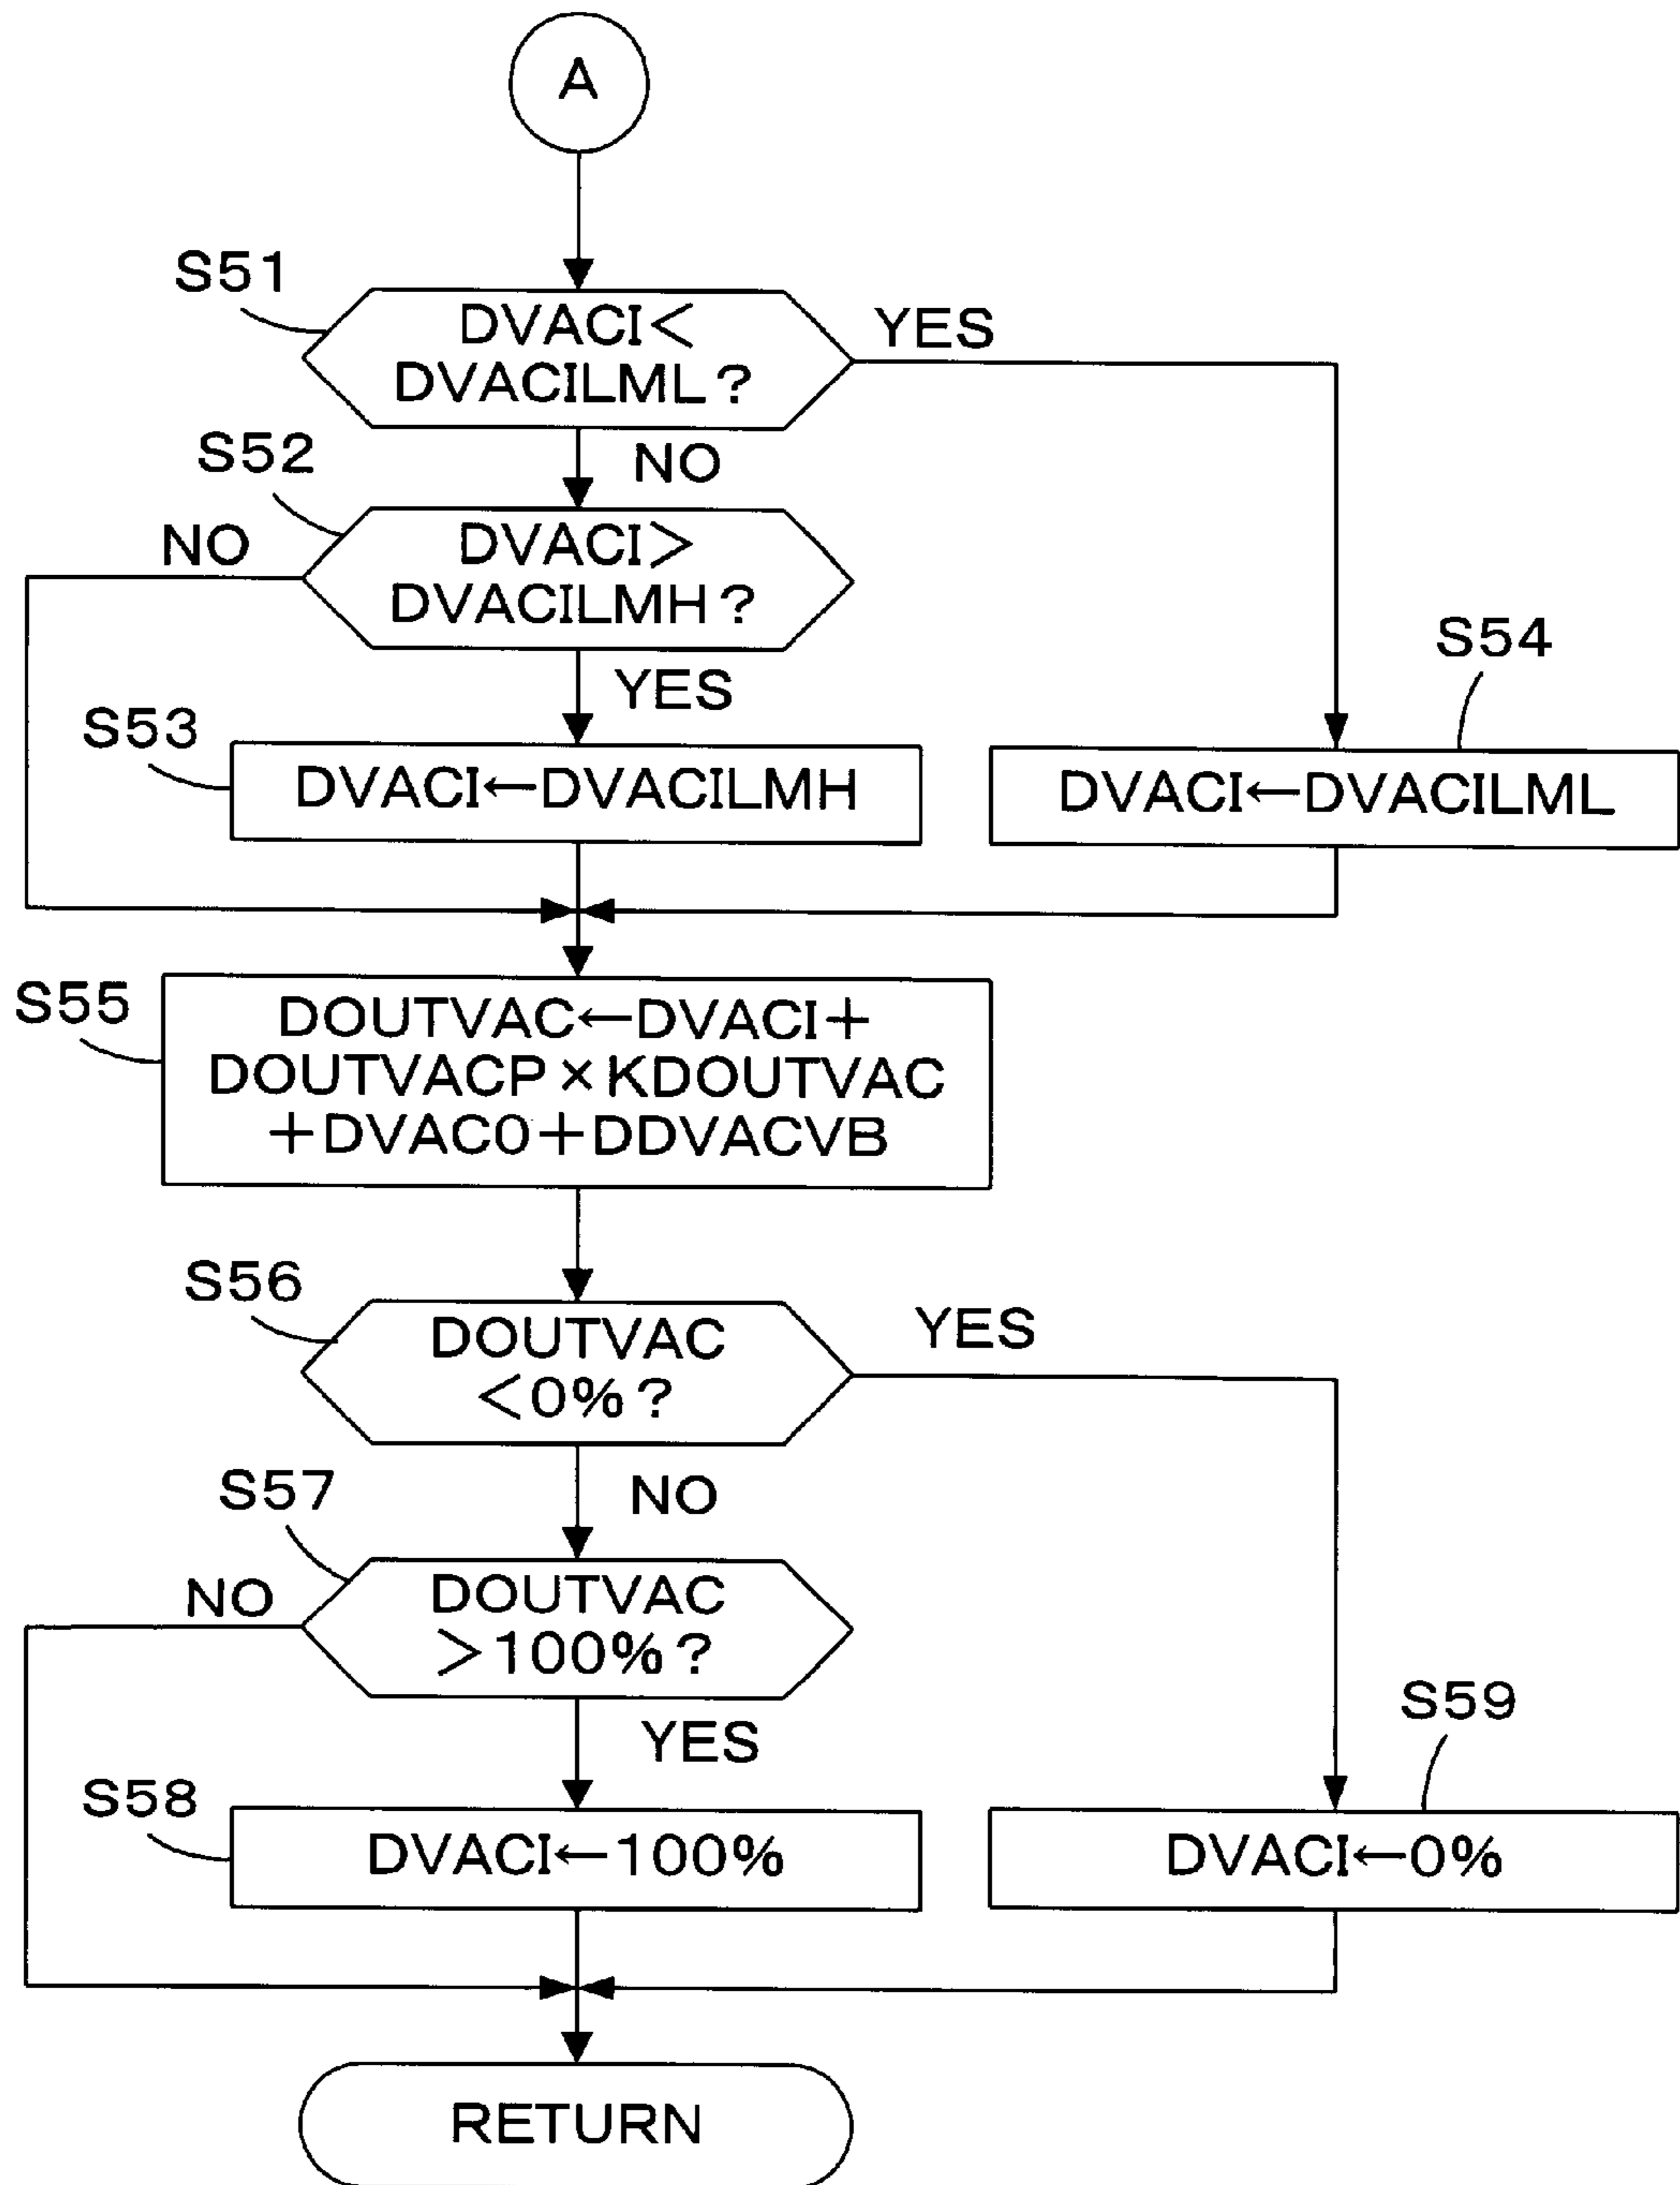 A
S51
DVACI<
DVACILML?
YES
NO
S52
NO
DVACI>
DVACILMH?
YES
S54
S53
DVACI←DVACILMH
DVACI←DVACILML
S55
DOUTVAC←DVACI+
DOUTVACP×KDOUTVAC
+DVAC0+DDVACVB
S56
DOUTVAC
<0%?
YES
NO
S57
NO
DOUTVAC
>100%?
YES
S59
S58
DVACI←100%
DVACI←0%
RETURN